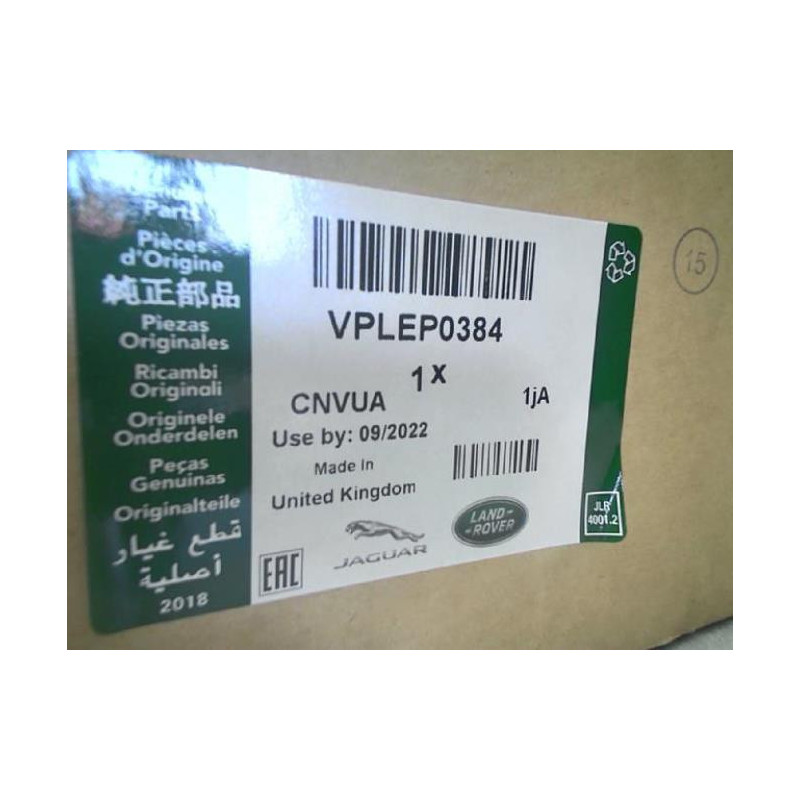 Parts
Pièces
d'Origine
純正部品
Piezas
Originales
Ricambi
Originali
Originele
Onderdelen
Peças
Genuinas
Originalteile
قطع غيار
أصلية
2018
VPLEP0384
1 X
CNVUA
1jA
Use by: 09/2022
Made in
United Kingdom
EAC
JAGUAR
LAND-
-ROVER
JLR
4001.2
15